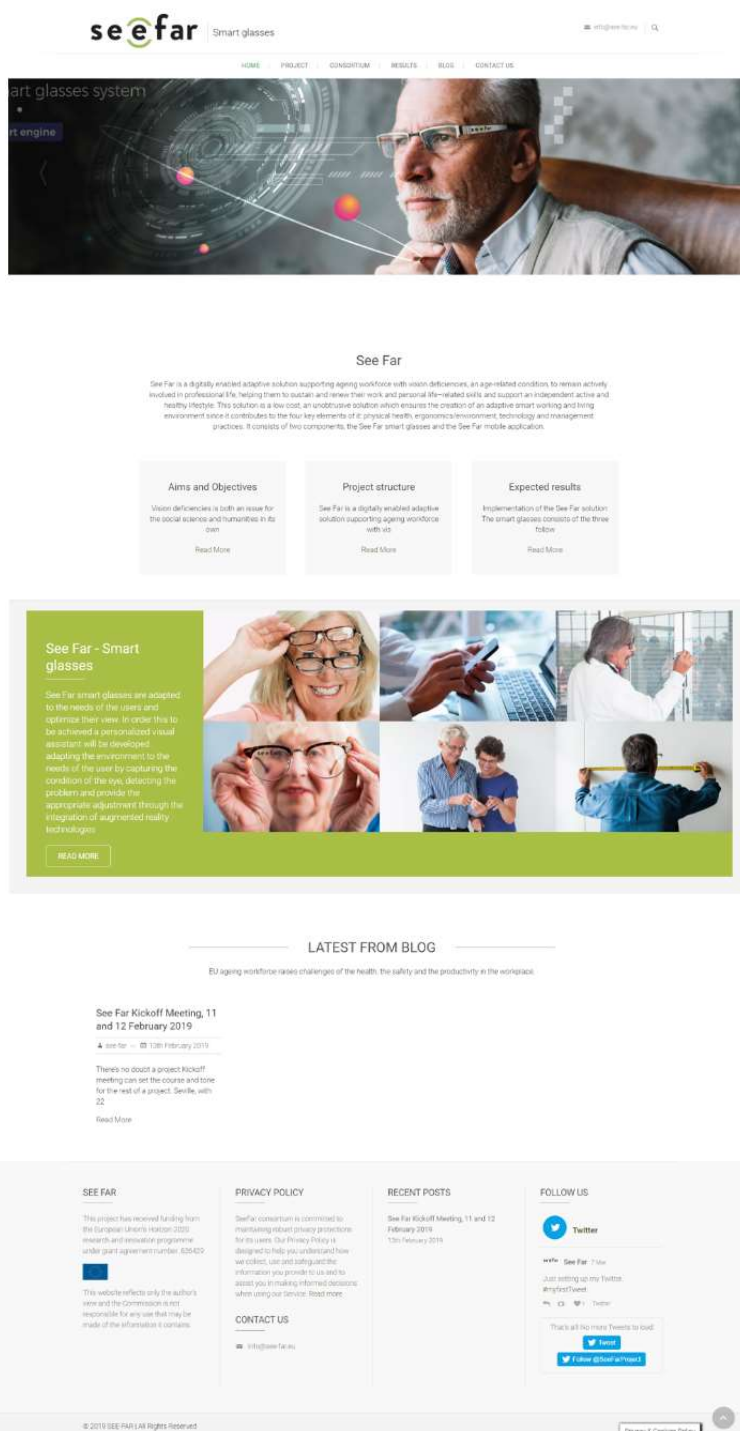 seefar Smart glasses
info@see-far.eu
HOME PROJECT CONSORTIUM RESULTS BLOG CONTACT US
art glasses system
rt engine
See Far
See Far is a digitally enabled adaptive solution supporting ageing workforce with vision deficiencies, an age-related condition, to remain actively
involved in professional life, helping them to sustain and renew their work and personal life–related skills and support an independent active and
healthy lifestyle. This solution is a low cost, an unobtrusive solution which ensures the creation of an adaptive smart working and living
environment since it contributes to the four key elements of it: physical health, ergonomics/environment, technology and management
practices. It consists of two components, the See Far smart glasses and the See Far mobile application.
Aims and Objectives
Vision deficiencies is both an issue for
the social science and humanities in its
own
Read More
Project structure
See Far is a digitally enabled adaptive
solution supporting ageing workforce
with vis
Read More
Expected results
Implementation of the See Far solution
The smart glasses consists of the three
follow
Read More
See Far - Smart
glasses
See Far smart glasses are adapted
to the needs of the users and
optimize their view. In order this to
be achieved a personalized visual
assistant will be developed
adapting the environment to the
needs of the user by capturing the
condition of the eye, detecting the
problem and provide the
appropriate adjustment through the
integration of augmented reality
technologies
READ MORE
LATEST FROM BLOG
EU ageing workforce raises challenges of the health, the safety and the productivity in the workplace.
See Far Kickoff Meeting, 11
and 12 February 2019
see-far – 13th February 2019
There's no doubt a project Kickoff
meeting can set the course and tone
for the rest of a project. Seville, with
22
Read More
SEE FAR
This project has received funding from
the European Union's Horizon 2020
research and innovation programme
under grant agreement number: 826429
This website reflects only the author's
view and the Commission is not
responsible for any use that may be
made of the information it contains.
PRIVACY POLICY
SeeFar consortium is committed to
maintaining robust privacy protections
for its users. Our Privacy Policy is
designed to help you understand how
we collect, use and safeguard the
information you provide to us and to
assist you in making informed decisions
when using our Service. Read more
CONTACT US
info@see-far.eu
RECENT POSTS
See Far Kickoff Meeting, 11 and 12
February 2019
13th February 2019
FOLLOW US
Twitter
See Far 7 Mar
Just setting up my Twitter.
#myfirstTweet
1 Twitter
That's all! No more Tweets to load
Tweet
Follow @SeeFarProject
© 2019 SEE-FAR | All Rights Reserved
Privacy & Cookies Policy